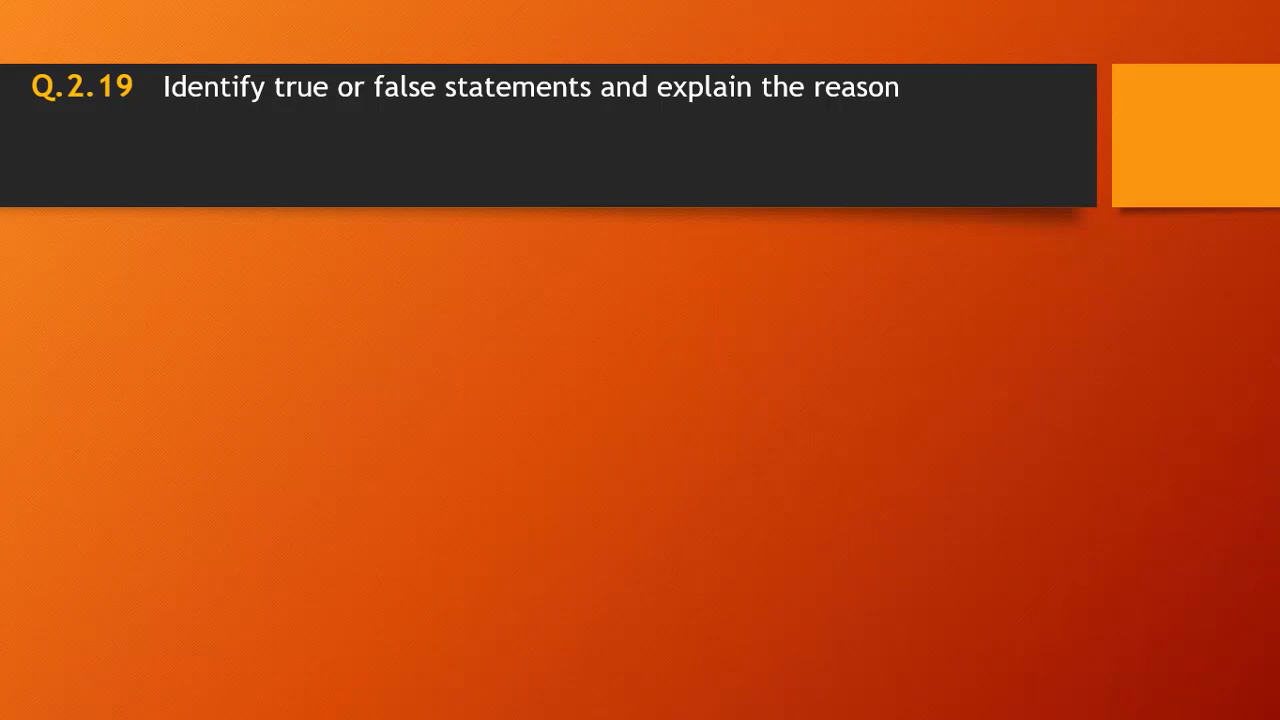 Q.2.19 Identify true or false statements and explain the reason